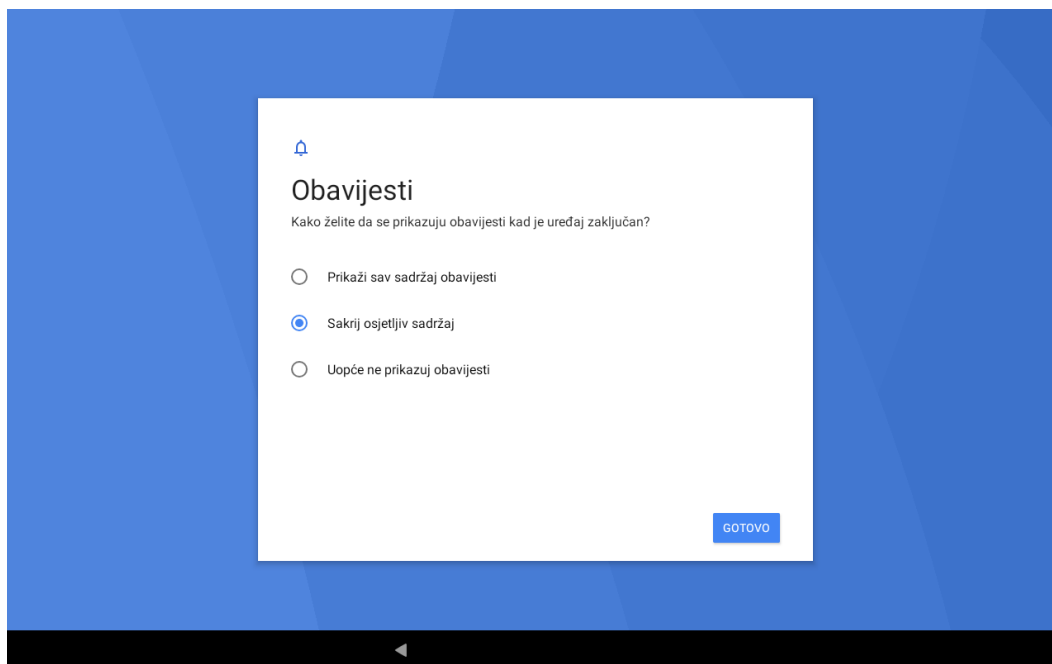 Obavijesti
Kako želite da se prikazuju obavijesti kad je uređaj zaključan?
Prikaži sav sadržaj obavijesti
Sakrij osjetljiv sadržaj
Uopće ne prikazuj obavijesti
GOTOVO